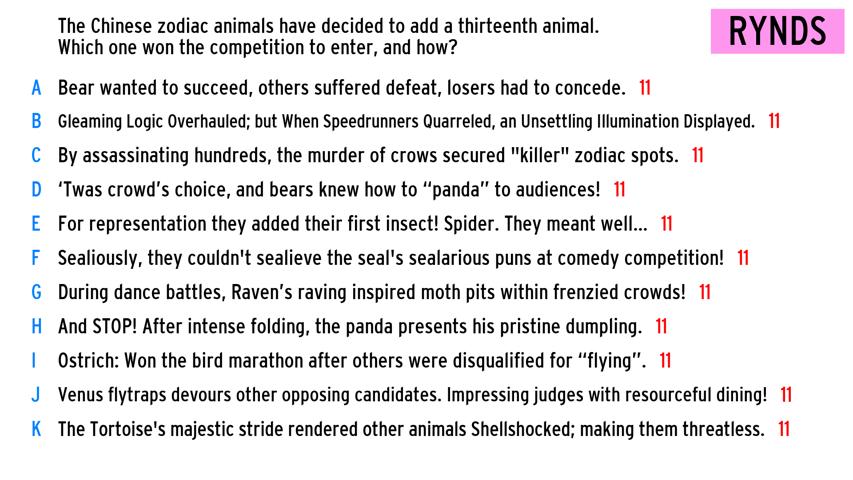 The Chinese zodiac animals have decided to add a thirteenth animal.
Which one won the competition to enter, and how?
RYNDS
A Bear wanted to succeed, others suffered defeat, losers had to concede. 11
B Gleaming Logic Overhauled; but When Speedrunners Quarreled, an Unsettling Illumination Displayed. 11
C By assassinating hundreds, the murder of crows secured "killer" zodiac spots. 11
D ‘Twas crowd’s choice, and bears knew how to “panda” to audiences! 11
E For representation they added their first insect! Spider. They meant well... 11
F Sealiously, they couldn't sealieve the seal's sealarious puns at comedy competition! 11
G During dance battles, Raven’s raving inspired moth pits within frenzied crowds! 11
H And STOP! After intense folding, the panda presents his pristine dumpling. 11
I Ostrich: Won the bird marathon after others were disqualified for “flying”. 11
J Venus flytraps devours other opposing candidates. Impressing judges with resourceful dining! 11
K The Tortoise's majestic stride rendered other animals Shellshocked; making them threatless. 11